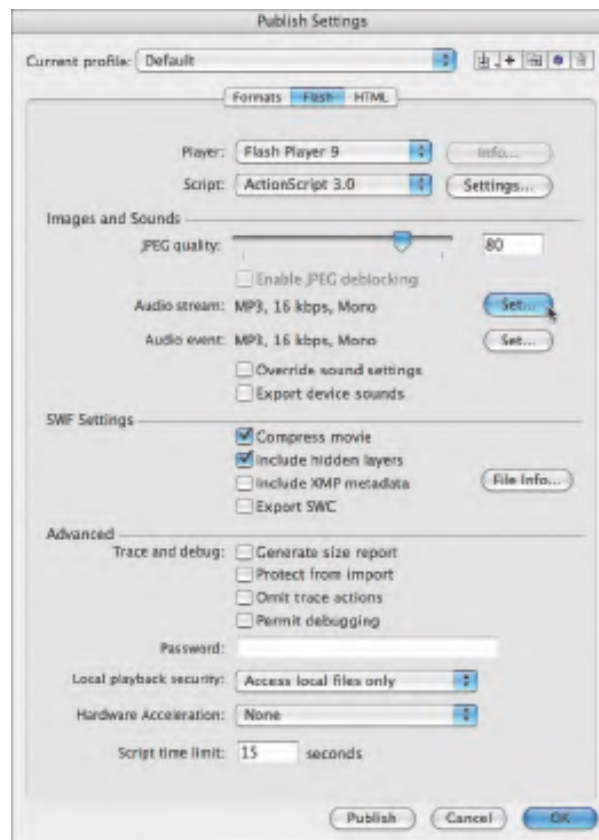 Publish Settings
Current profile: Default
Formats Flash HTML
Player: Flash Player 9 Info...
Script: ActionScript 3.0 Settings...
Images and Sounds
JPEG quality: 80
Enable JPEG deblocking
Audio stream: MP3, 16 kbps, Mono Set...
Audio event: MP3, 16 kbps, Mono Set...
Override sound settings
Export device sounds
SWF Settings
Compress movie
Include hidden layers
Include XMP metadata File Info...
Export SWC
Advanced
Trace and debug: Generate size report
Protect from import
Omit trace actions
Permit debugging
Password:
Local playback security: Access local files only
Hardware Acceleration: None
Script time limit: 15 seconds
Publish Cancel OK